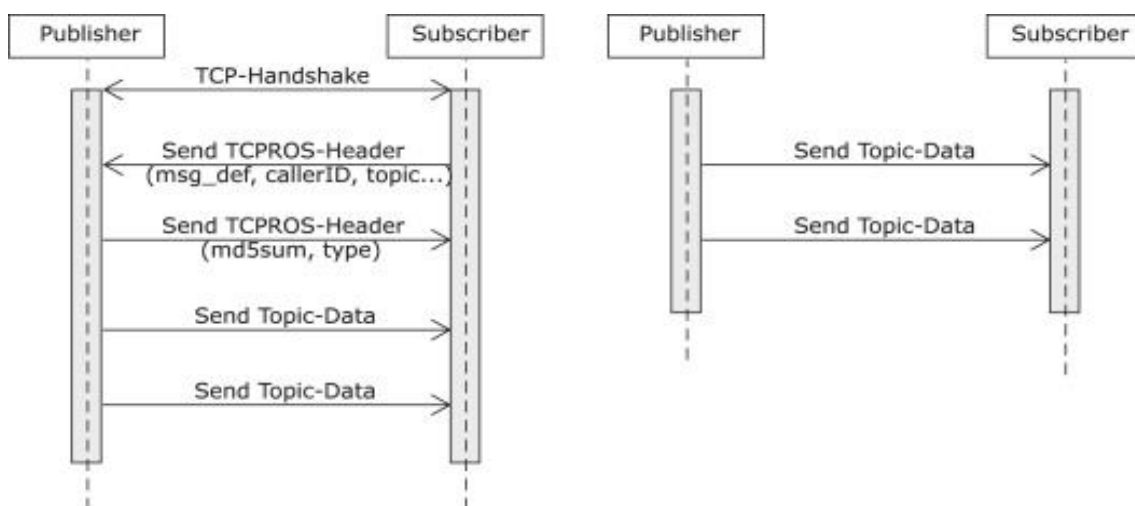 Publisher
Subscriber
TCP-Handshake
Send TCPROS-Header
(msg_def, callerID, topic...)
Send TCPROS-Header
(md5sum, type)
Send Topic-Data
Send Topic-Data
Publisher
Subscriber
Send Topic-Data
Send Topic-Data